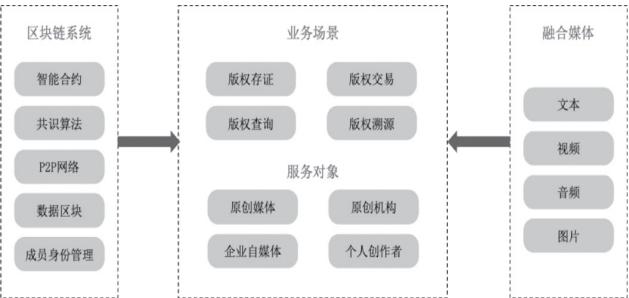 区块链系统
智能合约
共识算法
P2P网络
数据区块
成员身份管理
业务场景
版权存证
版权交易
版权查询
版权溯源
服务对象
原创媒体
原创机构
企业自媒体
个人创作者
融合媒体
文本
视频
音频
图片